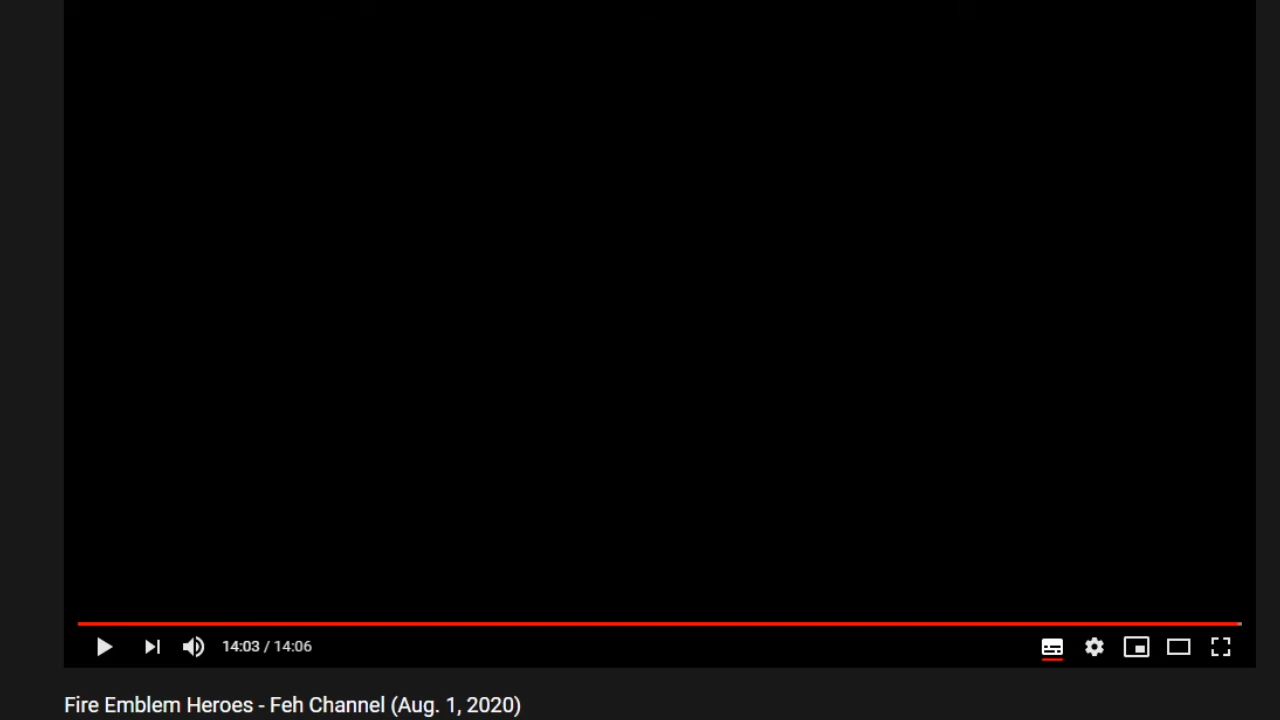 14:03 / 14:06
Fire Emblem Heroes - Feh Channel (Aug. 1, 2020)